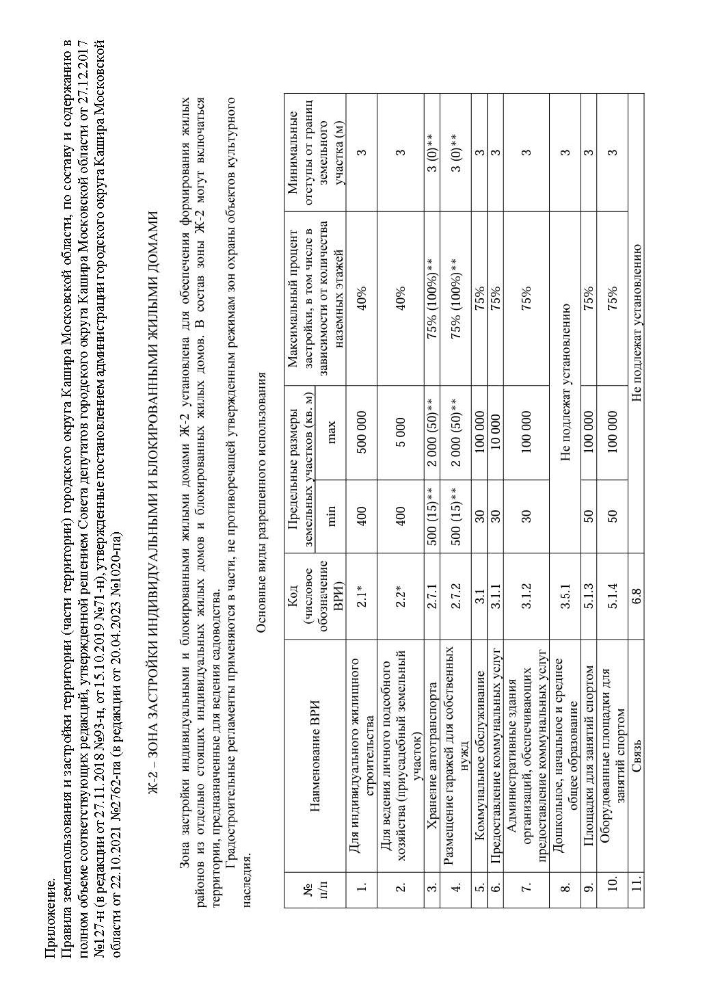 Приложение.
Правила землепользования и застройки территории (части территории) городского округа Кашира Московской области, по составу и содержанию в
полном объеме соответствующих редакций, утвержденной решением Совета депутатов городского округа Кашира Московской области от 27.12.2017
№127-н (в редакции от 27.11.2018 №93-н, от 15.10.2019 №71-н), утвержденные постановлением администрации городского округа Кашира Московской
области от 22.10.2021 №2762-па (в редакции от 20.04.2023 №1020-па)
Ж-2 – ЗОНА ЗАСТРОЙКИ ИНДИВИДУАЛЬНЫМИ И БЛОКИРОВАННЫМИ ЖИЛЫМИ ДОМАМИ
Зона застройки индивидуальными и блокированными жилыми домами Ж-2 установлена для обеспечения формирования жилых
районов из отдельно стоящих индивидуальных жилых домов и блокированных жилых домов. В состав зоны Ж-2 могут включаться
территории, предназначенные для ведения садоводства.
Градостроительные регламенты применяются в части, не противоречащей утвержденным режимам зон охраны объектов культурного
наследия.
Основные виды разрешенного использования
№ п/п Наименование ВРИ Код (числовое обозначение ВРИ) Предельные размеры земельных участков (кв. м) Максимальный процент застройки, в том числе в зависимости от количества наземных этажей Минимальные отступы от границ земельного участка (м)
min max
1. Для индивидуального жилищного строительства 2.1* 400 500 000 40% 3
2. Для ведения личного подсобного хозяйства (приусадебный земельный участок) 2.2* 400 5 000 40% 3
3. Хранение автотранспорта 2.7.1 500 (15)** 2 000 (50)** 75% (100%)** 3 (0)**
4. Размещение гаражей для собственных нужд 2.7.2 500 (15)** 2 000 (50)** 75% (100%)** 3 (0)**
5. Коммунальное обслуживание 3.1 30 100 000 75% 3
6. Предоставление коммунальных услуг 3.1.1 30 10 000 75% 3
7. Административные здания организаций, обеспечивающих предоставление коммунальных услуг 3.1.2 30 100 000 75% 3
8. Дошкольное, начальное и среднее общее образование 3.5.1 Не подлежат установлению 3
9. Площадки для занятий спортом 5.1.3 50 100 000 75% 3
10. Оборудованные площадки для занятий спортом 5.1.4 50 100 000 75% 3
11. Связь 6.8 Не подлежат установлению